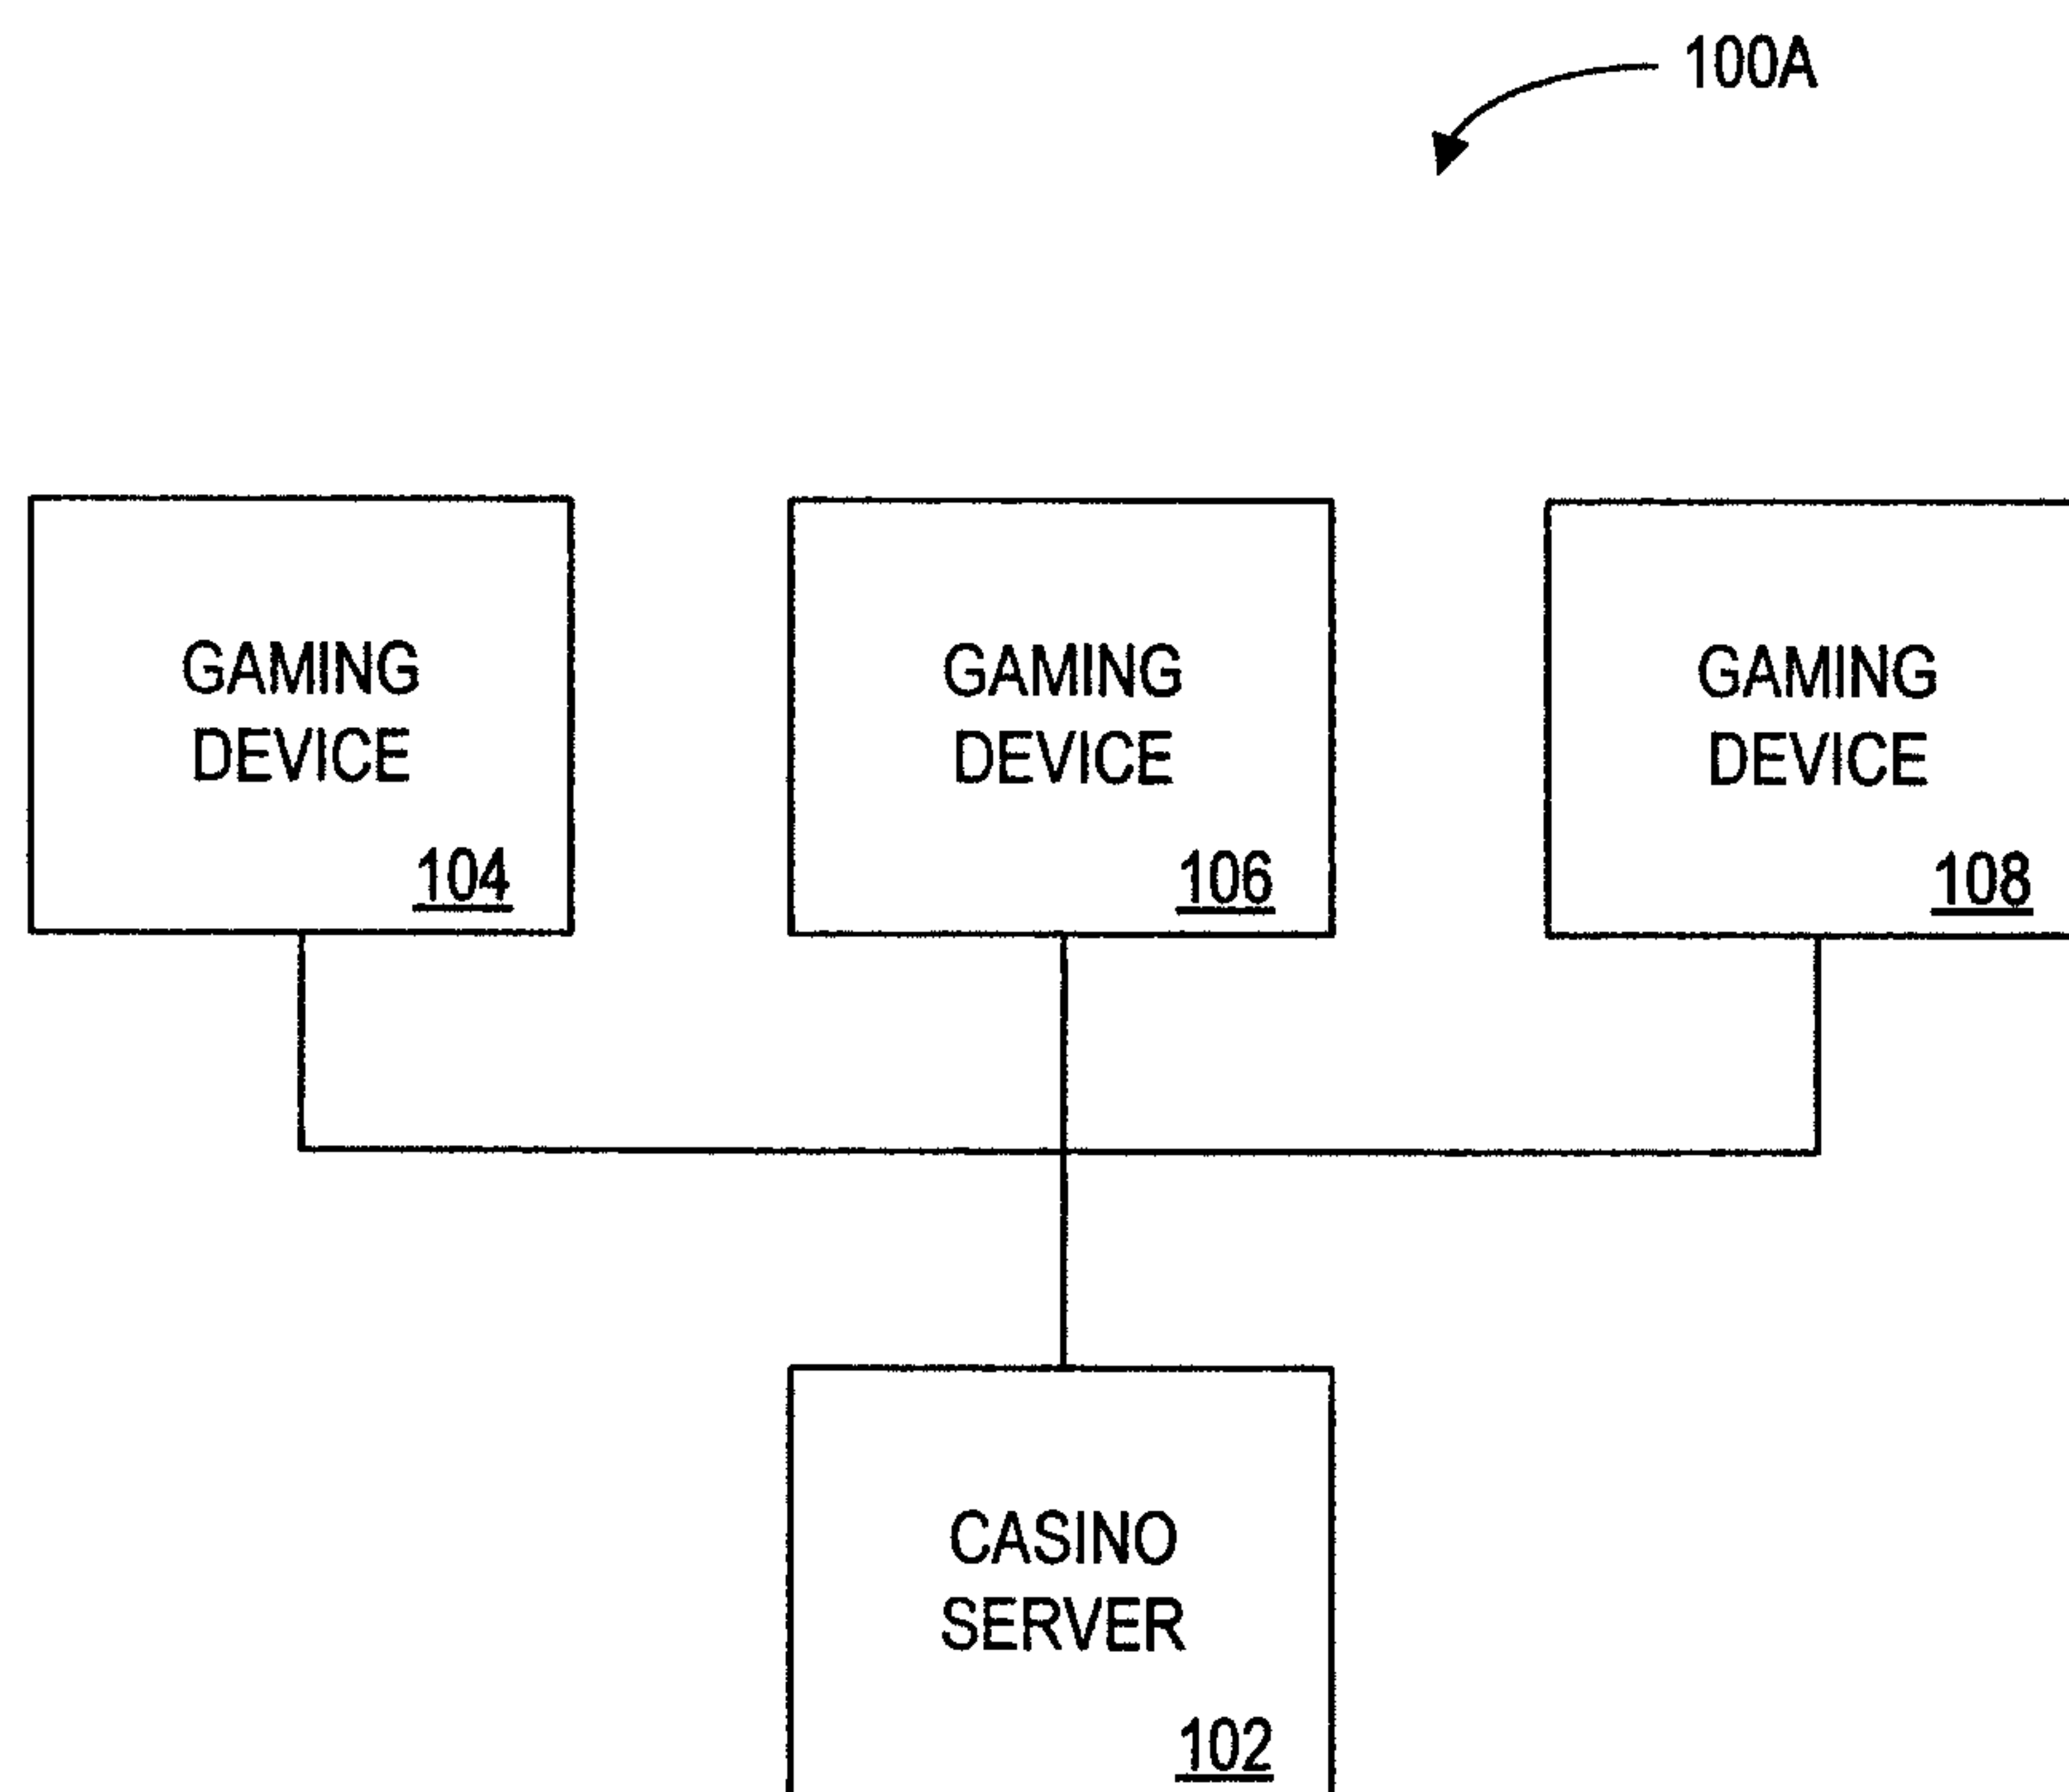 100A
GAMING
DEVICE
104
GAMING
DEVICE
106
GAMING
DEVICE
108
CASINO
SERVER
102